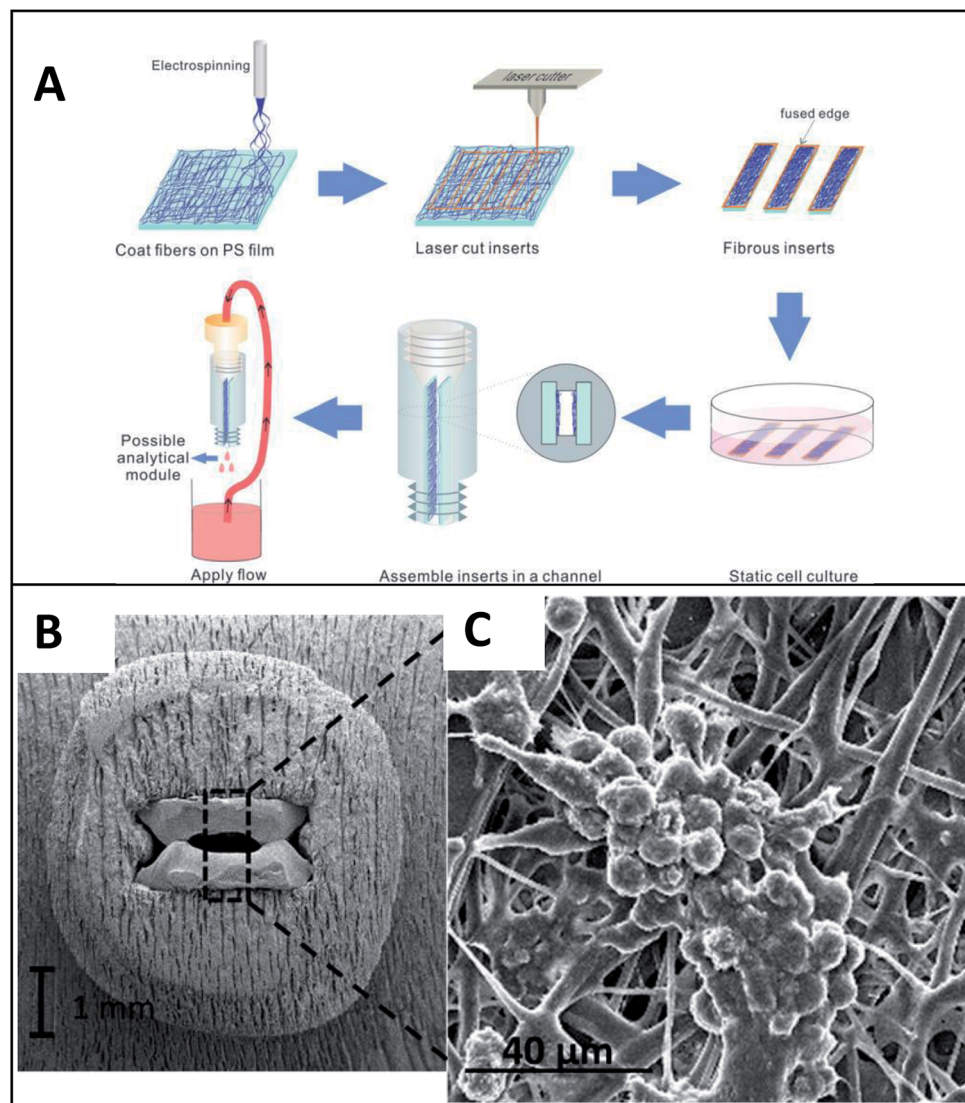 A
Electrospinning
laser cutter
fused edge
Coat fibers on PS film
Laser cut inserts
Fibrous inserts
Possible
analytical
module
Apply flow
Assemble inserts in a channel
Static cell culture
B
C
1 mm
40 µm